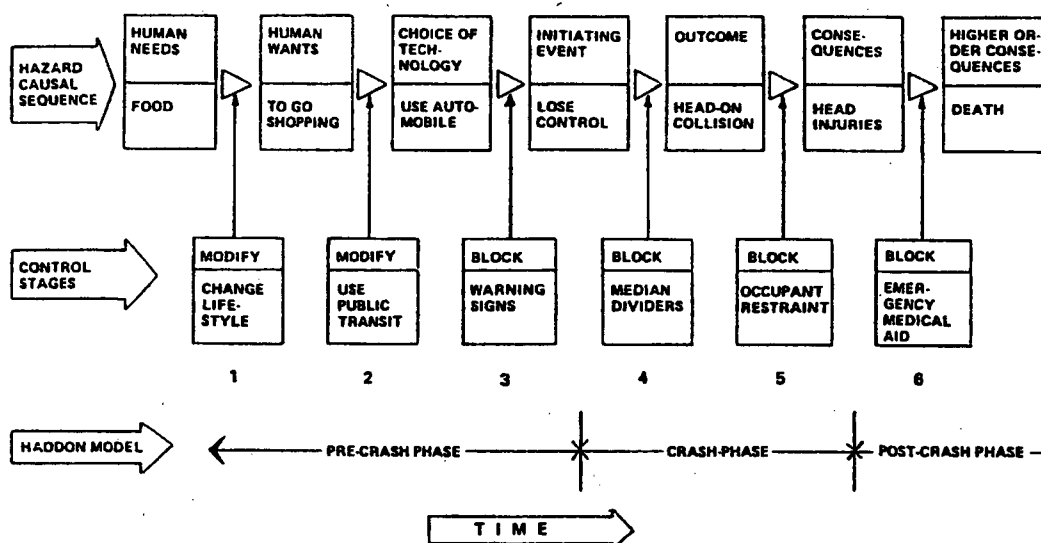 HAZARD
CAUSAL
SEQUENCE
HUMAN
NEEDS
FOOD
HUMAN
WANTS
TO GO
SHOPPING
CHOICE OF
TECH-
NOLOGY
USE AUTO-
MOBILE
INITIATING
EVENT
LOSE
CONTROL
OUTCOME
HEAD-ON
COLLISION
CONSE-
QUENCES
HEAD
INJURIES
HIGHER OR-
DER CONSE-
QUENCES
DEATH
CONTROL
STAGES
MODIFY
CHANGE
LIFE-
STYLE
MODIFY
USE
PUBLIC
TRANSIT
BLOCK
WARNING
SIGNS
BLOCK
MEDIAN
DIVIDERS
BLOCK
OCCUPANT
RESTRAINT
BLOCK
EMER-
GENCY
MEDICAL
AID
1 2 3 4 5 6
HADDON MODEL
PRE-CRASH PHASE
CRASH-PHASE
POST-CRASH PHASE
TIME